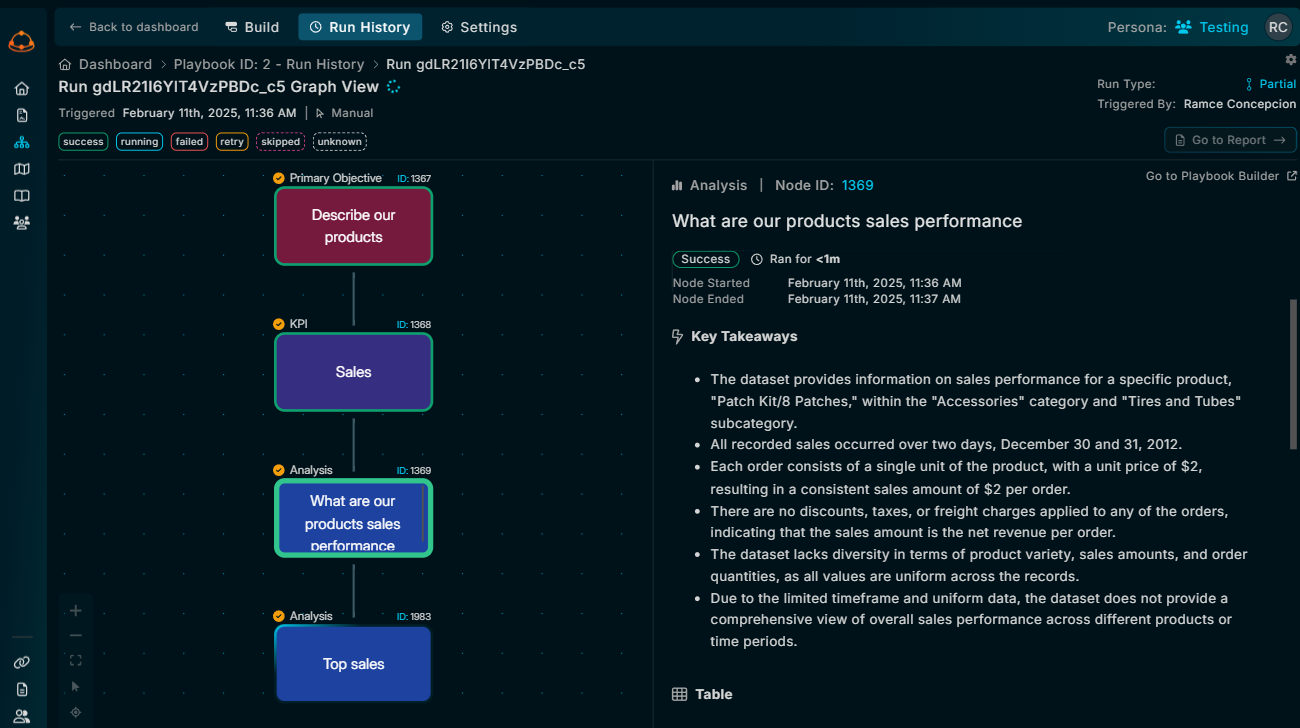 Back to dashboard Build Run History Settings Persona: Testing RC
Dashboard > Playbook ID: 2 - Run History > Run gdLR21I6YIT4VzPBDc_c5
Run gdLR21I6YIT4VzPBDc_c5 Graph View
Triggered February 11th, 2025, 11:36 AM | Manual
Run Type: Partial
Triggered By: Ramce Concepcion
success running failed retry skipped unknown
Go to Report
Primary Objective ID: 1367
Describe our
products
KPI ID: 1368
Sales
Analysis ID: 1369
What are our
products sales
performance
Analysis ID: 1983
Top sales
Go to Playbook Builder
Analysis | Node ID: 1369
What are our products sales performance
Success Ran for <1m
Node Started February 11th, 2025, 11:36 AM
Node Ended February 11th, 2025, 11:37 AM
Key Takeaways
• The dataset provides information on sales performance for a specific product,
"Patch Kit/8 Patches," within the "Accessories" category and "Tires and Tubes"
subcategory.
• All recorded sales occurred over two days, December 30 and 31, 2012.
• Each order consists of a single unit of the product, with a unit price of $2,
resulting in a consistent sales amount of $2 per order.
• There are no discounts, taxes, or freight charges applied to any of the orders,
indicating that the sales amount is the net revenue per order.
• The dataset lacks diversity in terms of product variety, sales amounts, and order
quantities, as all values are uniform across the records.
• Due to the limited timeframe and uniform data, the dataset does not provide a
comprehensive view of overall sales performance across different products or
time periods.
Table